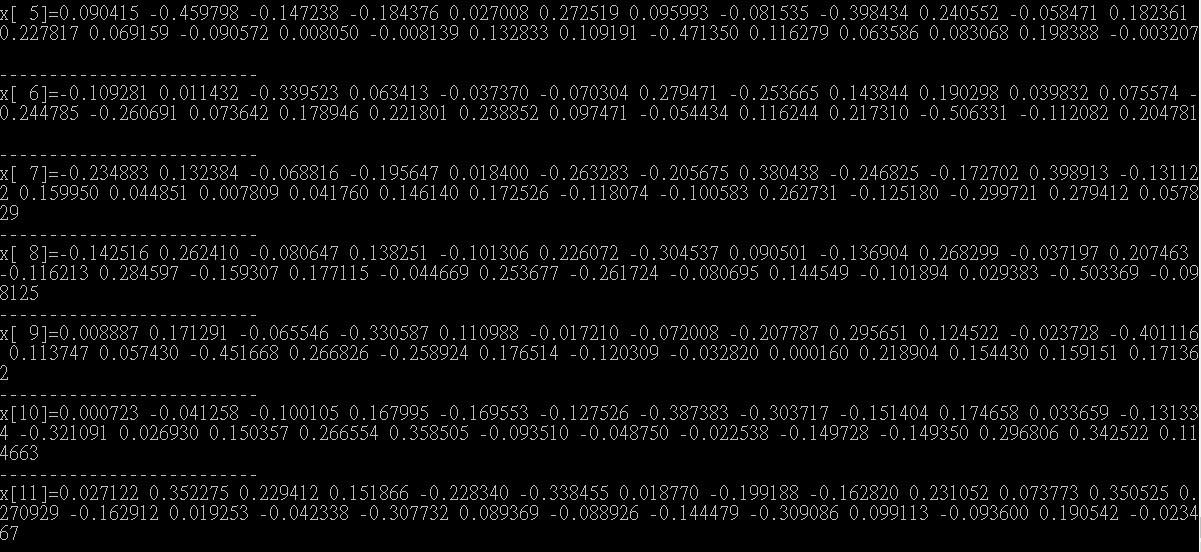 x[ 5]=0.090415 -0.459798 -0.147238 -0.184376 0.027008 0.272519 0.095993 -0.081535 -0.398434 0.240552 -0.058471 0.182361
0.227817 0.069159 -0.090572 0.008050 -0.008139 0.132833 0.109191 -0.471350 0.116279 0.063586 0.083068 0.198388 -0.003207
--------------------------
x[ 6]=-0.109281 0.011432 -0.339523 0.063413 -0.037370 -0.070304 0.279471 -0.253665 0.143844 0.190298 0.039832 0.075574 -
0.244785 -0.260691 0.073642 0.178946 0.221801 0.238852 0.097471 -0.054434 0.116244 0.217310 -0.506331 -0.112082 0.204781
--------------------------
x[ 7]=-0.234883 0.132384 -0.068816 -0.195647 0.018400 -0.263283 -0.205675 0.380438 -0.246825 -0.172702 0.398913 -0.13112
2 0.159950 0.044851 0.007809 0.041760 0.146140 0.172526 -0.118074 -0.100583 0.262731 -0.125180 -0.299721 0.279412 0.0578
29
--------------------------
x[ 8]=-0.142516 0.262410 -0.080647 0.138251 -0.101306 0.226072 -0.304537 0.090501 -0.136904 0.268299 -0.037197 0.207463
-0.116213 0.284597 -0.159307 0.177115 -0.044669 0.253677 -0.261724 -0.080695 0.144549 -0.101894 0.029383 -0.503369 -0.09
8125
--------------------------
x[ 9]=0.008887 0.171291 -0.065546 -0.330587 0.110988 -0.017210 -0.072008 -0.207787 0.295651 0.124522 -0.023728 -0.401116
0.113747 0.057430 -0.451668 0.266826 -0.258924 0.176514 -0.120309 -0.032820 0.000160 0.218904 0.154430 0.159151 0.17136
2
--------------------------
x[10]=0.000723 -0.041258 -0.100105 0.167995 -0.169553 -0.127526 -0.387383 -0.303717 -0.151404 0.174658 0.033659 -0.13133
4 -0.321091 0.026930 0.150357 0.266554 0.358505 -0.093510 -0.048750 -0.022538 -0.149728 -0.149350 0.296806 0.342522 0.11
4663
--------------------------
x[11]=0.027122 0.352275 0.229412 0.151866 -0.228340 -0.338455 0.018770 -0.199188 -0.162820 0.231052 0.073773 0.350525 0.
270929 -0.162912 0.019253 -0.042338 -0.307732 0.089369 -0.088926 -0.144479 -0.309086 0.099113 -0.093600 0.190542 -0.0234
67